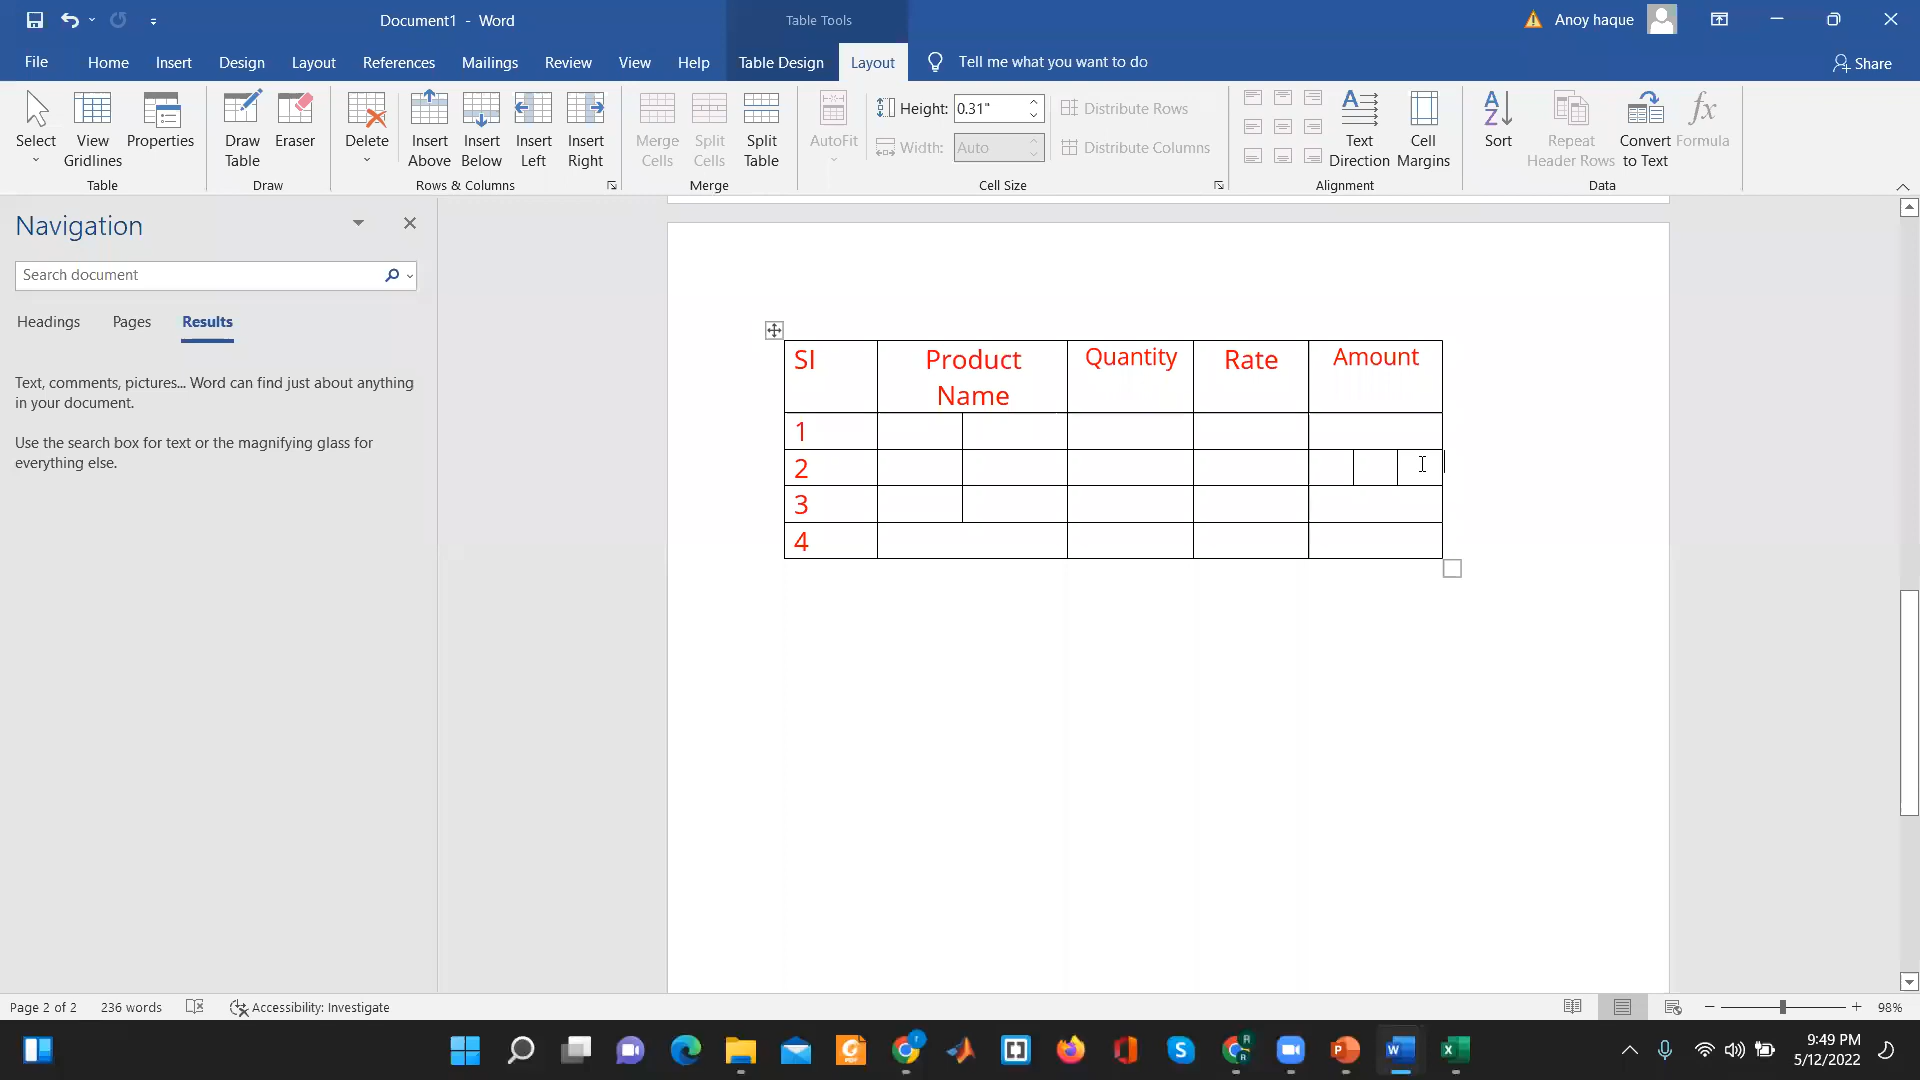 Document1 - Word
Table Tools
Anoy haque
File
Home
Insert
Design
Layout
References
Mailings
Review
View
Help
Table Design
Layout
Tell me what you want to do
Share
Select
View Gridlines
Properties
Draw Table
Eraser
Delete
Insert Above
Insert Below
Insert Left
Insert Right
Merge Cells
Split Cells
Split Table
AutoFit
Height: 0.31"
Width: Auto
Distribute Rows
Distribute Columns
Text Direction
Cell Margins
Sort
Repeat Header Rows
Convert to Text
Formula
Table
Draw
Rows & Columns
Merge
Cell Size
Alignment
Data
Navigation
Search document
Headings
Pages
Results
Text, comments, pictures... Word can find just about anything
in your document.
Use the search box for text or the magnifying glass for
everything else.
Sl
Product
Name
Quantity
Rate
Amount
1
2
3
4
Page 2 of 2
236 words
Accessibility: Investigate
98%
9:49 PM
5/12/2022